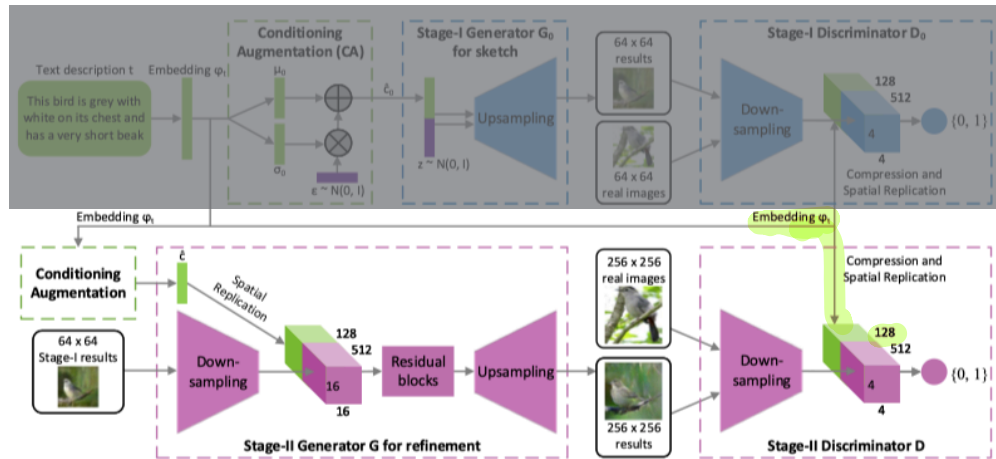 Conditioning
Augmentation (CA)
Stage-I Generator G₀
for sketch
64 x 64
results
Stage-I Discriminator D₀
Text description t
Embedding φₜ
μ₀
ĉ₀
128
512
This bird is grey with
white on its chest and
has a very short beak
Upsampling
Down-
sampling
4
{0, 1}
σ₀
4
ε ~ N(0, I)
z ~ N(0, I)
64 x 64
real images
Compression and
Spatial Replication
Embedding φₜ
Embedding φₜ
Conditioning
Augmentation
ĉ
Spatial
Replication
256 x 256
real images
Compression and
Spatial Replication
64 x 64
Stage-I results
128
512
128
512
Down-
sampling
16
Residual
blocks
Upsampling
Down-
sampling
4
{0, 1}
16
4
256 x 256
results
Stage-II Generator G for refinement
Stage-II Discriminator D